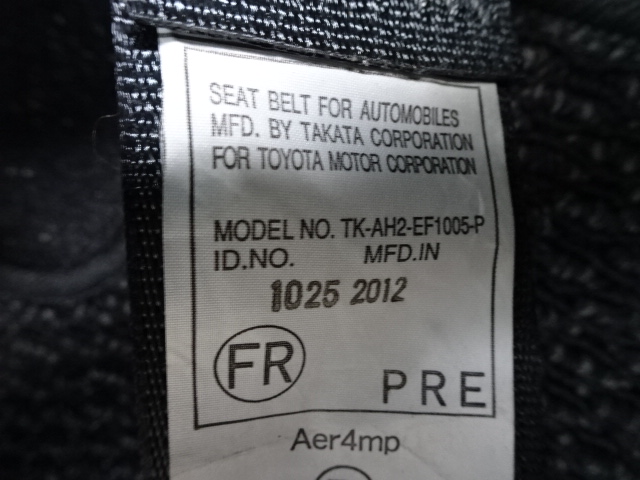 SEAT BELT FOR AUTOMOBILES
MFD. BY TAKATA CORPORATION
FOR TOYOTA MOTOR CORPORATION
MODEL NO. TK-AH2-EF1005-P
ID.NO. MFD.IN
1025 2012
FR PRE
Aer4mp